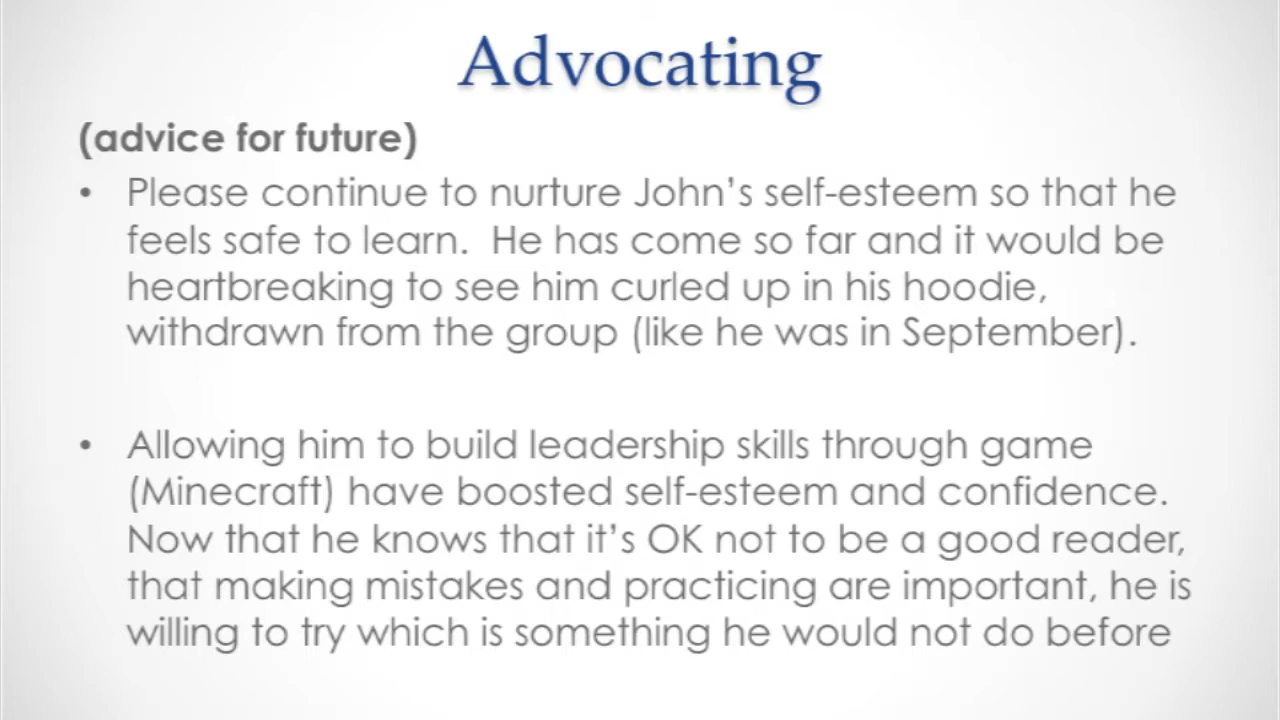 Advocating
(advice for future)
• Please continue to nurture John’s self-esteem so that he
feels safe to learn.  He has come so far and it would be
heartbreaking to see him curled up in his hoodie,
withdrawn from the group (like he was in September).
• Allowing him to build leadership skills through game
(Minecraft) have boosted self-esteem and confidence.
Now that he knows that it’s OK not to be a good reader,
that making mistakes and practicing are important, he is
willing to try which is something he would not do before